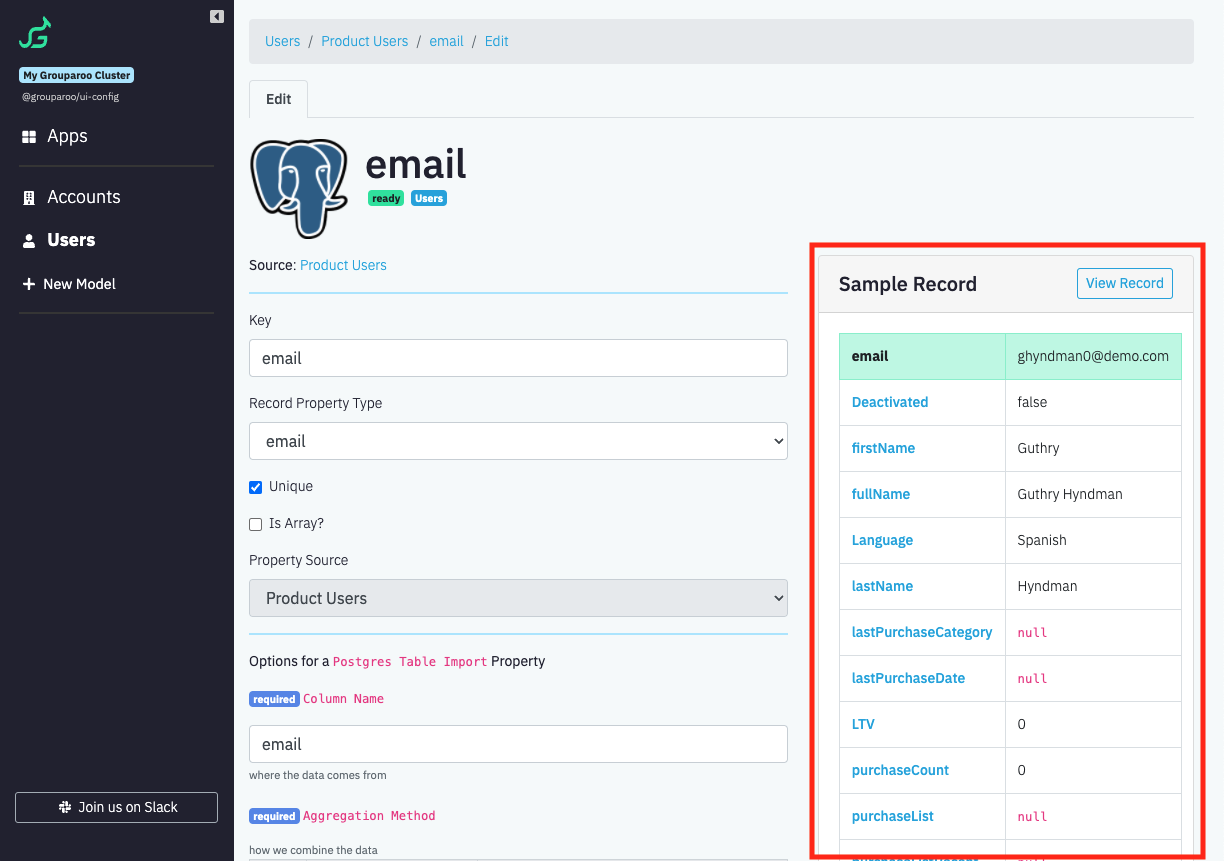 My Grouparoo Cluster
@grouparoo/ui-config
Apps
Accounts
Users
New Model
Join us on Slack
Users / Product Users / email / Edit
Edit
email
ready Users
Source: Product Users
Key
email
Record Property Type
email
Unique
Is Array?
Property Source
Product Users
Options for a Postgres Table Import Property
required Column Name
email
where the data comes from
required Aggregation Method
how we combine the data
Sample Record View Record
email ghyndman0@demo.com
Deactivated false
firstName Guthry
fullName Guthry Hyndman
Language Spanish
lastName Hyndman
lastPurchaseCategory null
lastPurchaseDate null
LTV 0
purchaseCount 0
purchaseList null